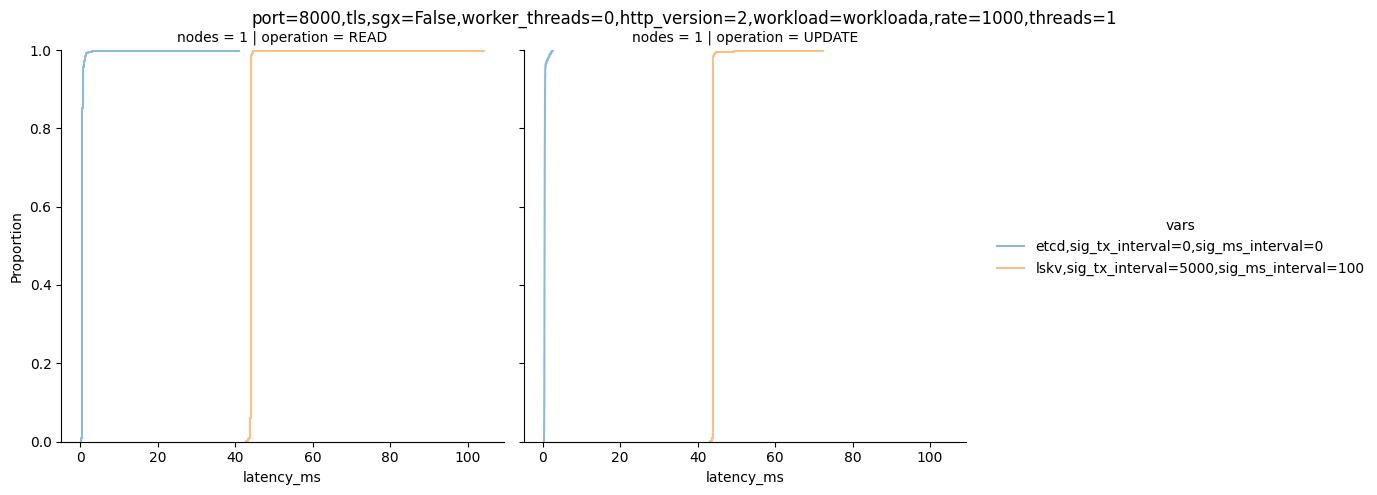 port=8000,tls,sgx=False,worker_threads=0,http_version=2,workload=workloada,rate=1000,threads=1
nodes = 1 | operation = READ
nodes = 1 | operation = UPDATE
1.0
0.8
0.6
0.4
0.2
0.0
Proportion
0 20 40 60 80 100
latency_ms
0 20 40 60 80 100
latency_ms
vars
etcd,sig_tx_interval=0,sig_ms_interval=0
lskv,sig_tx_interval=5000,sig_ms_interval=100